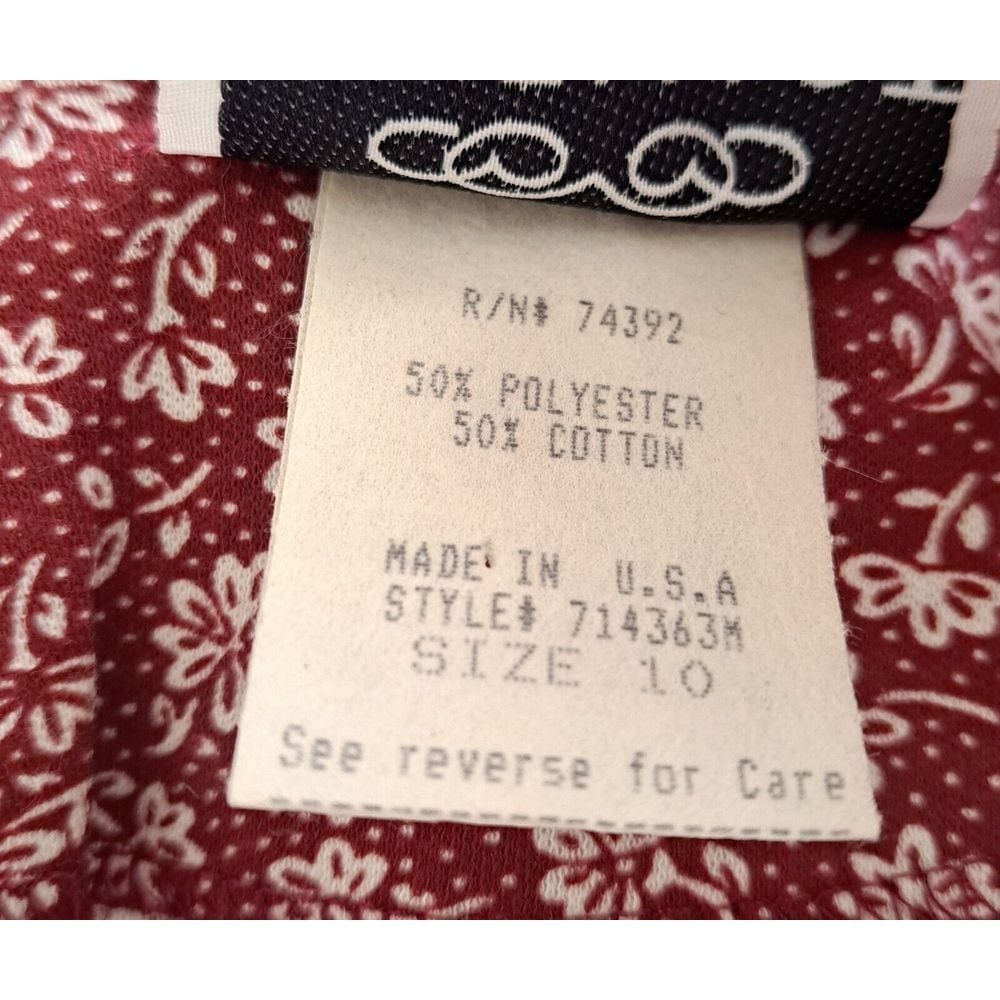 R/N# 74392
50% POLYESTER
50% COTTON
MADE IN U.S.A
STYLE# 714363M
SIZE 10
See reverse for Care